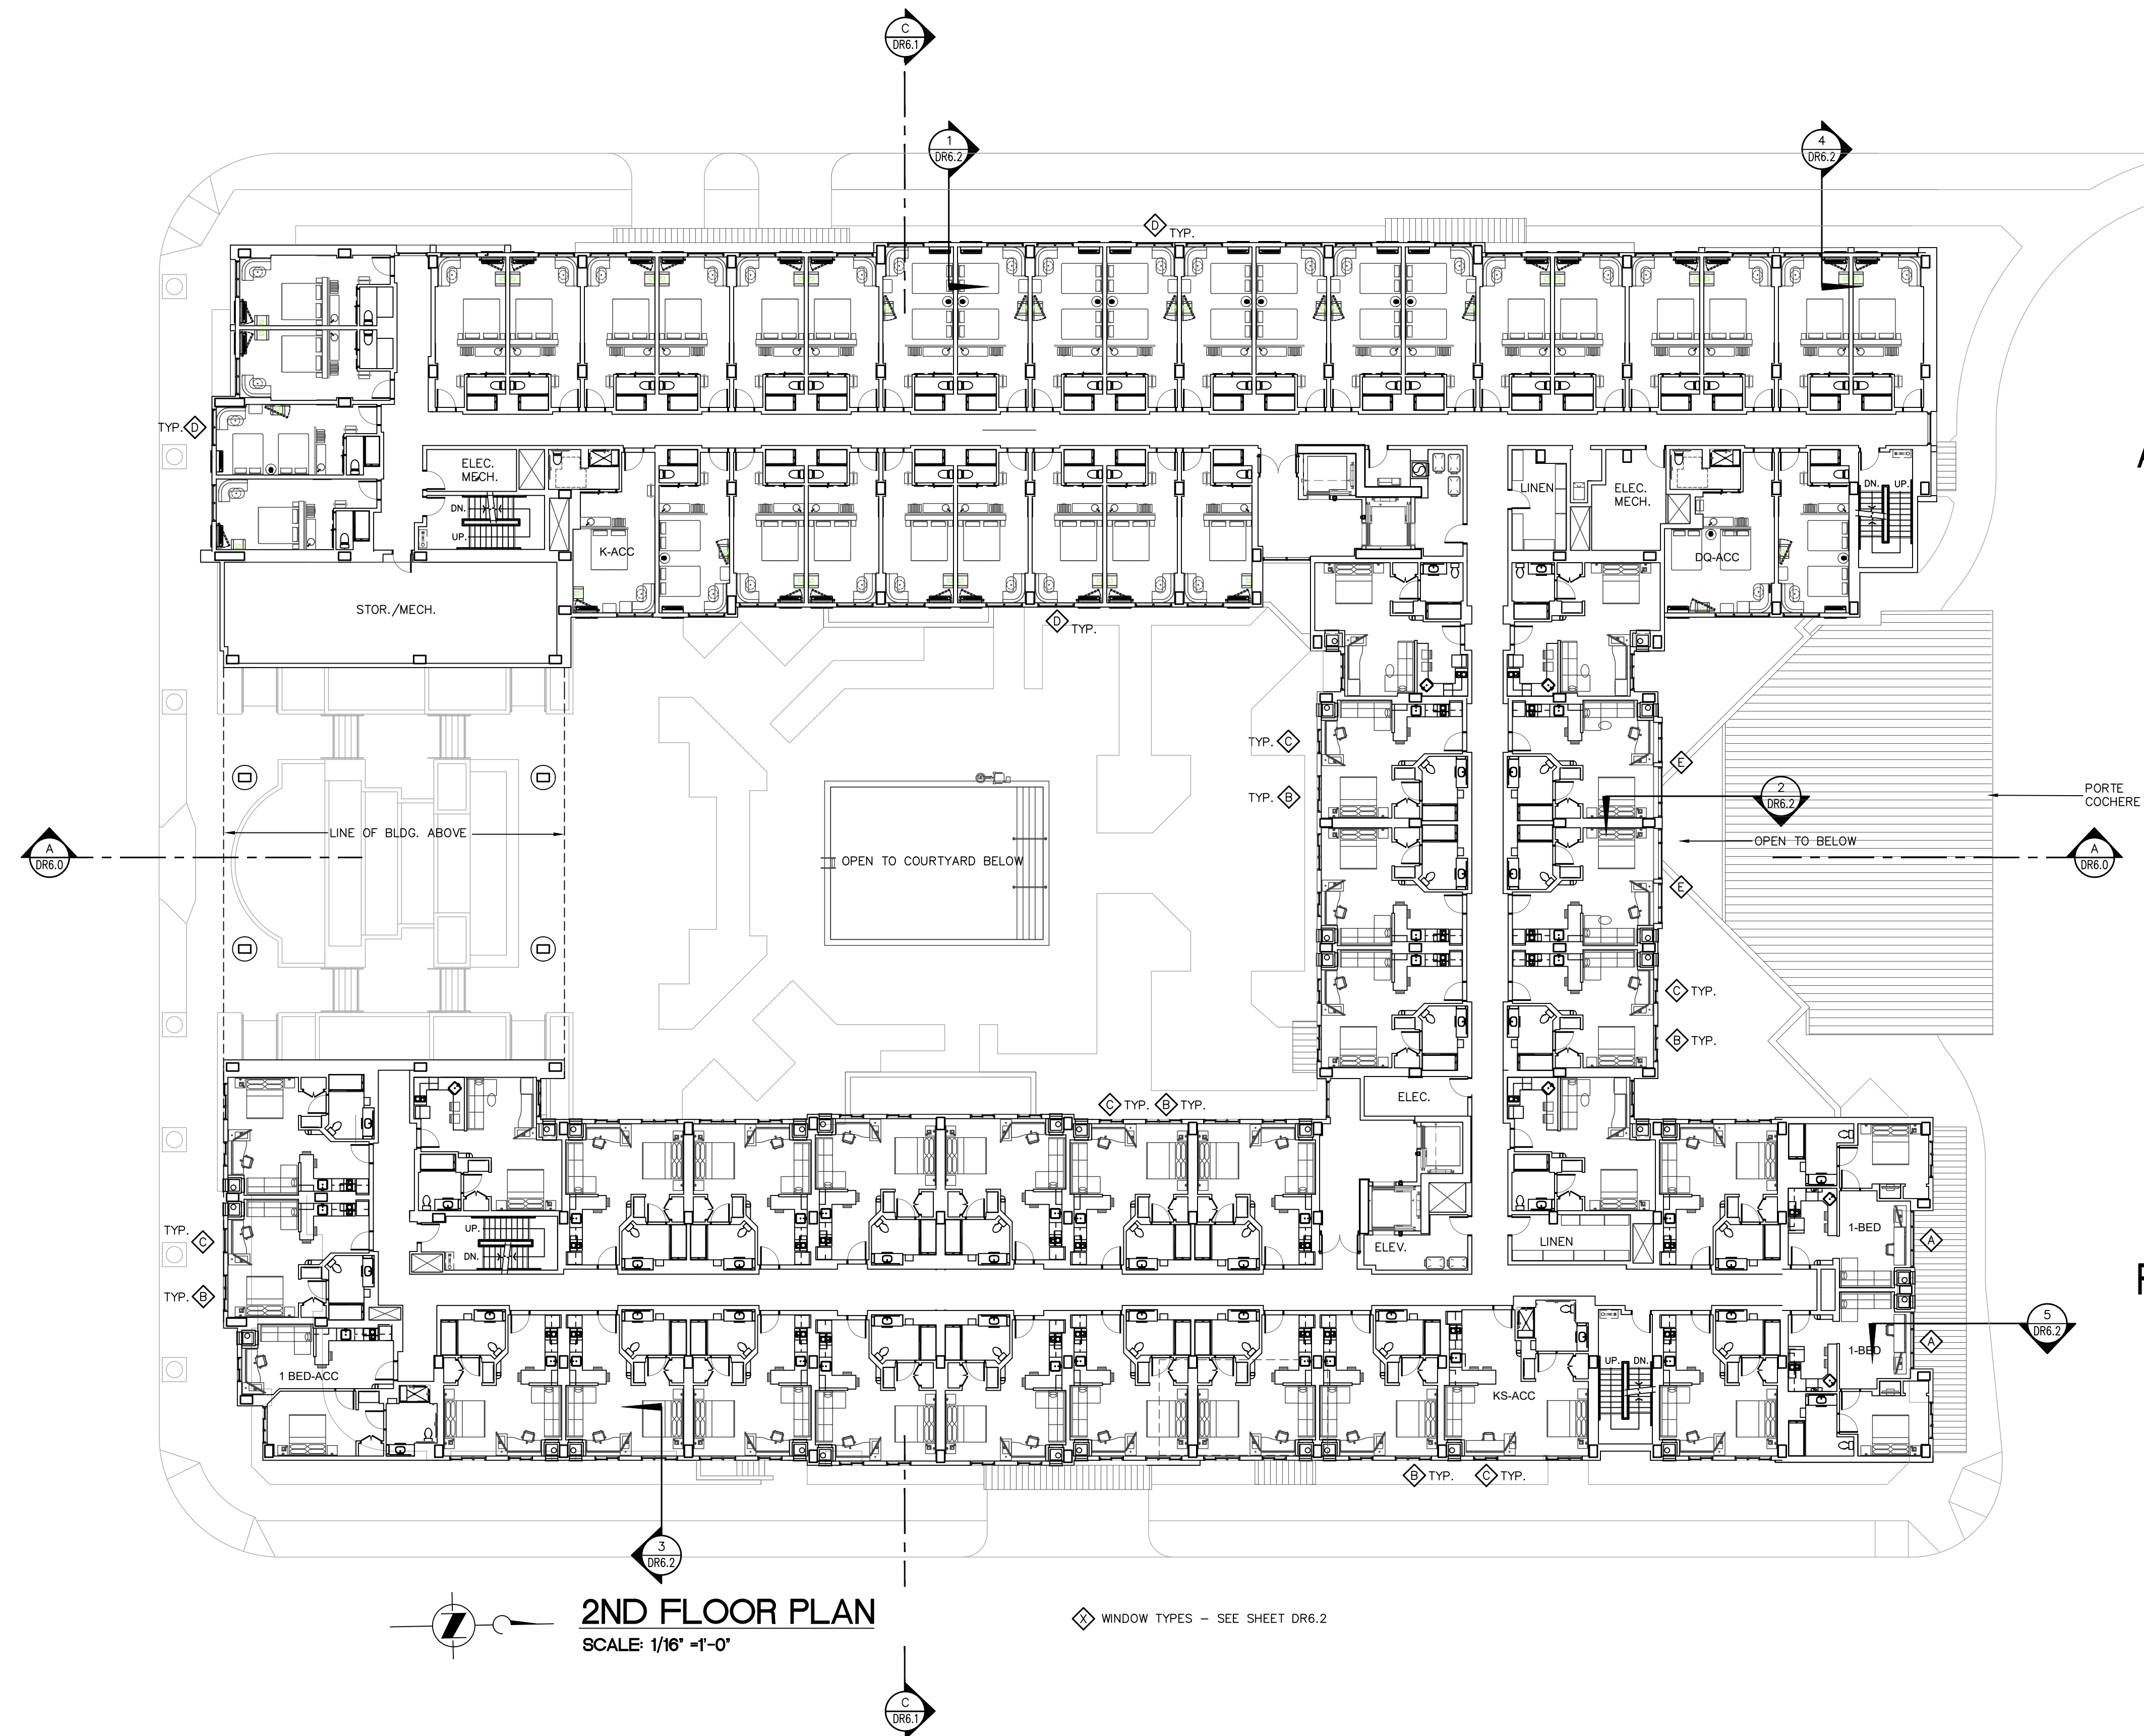 C
DR6.1
1
DR6.2
4
DR6.2
D TYP.
TYP. D
ELEC.
MECH.
DN.
UP.
K-ACC
LINEN
ELEC.
MECH.
DQ-ACC
DN.
UP.
STOR./MECH.
D TYP.
TYP. C
TYP. B
E
2
DR6.2
PORTE
COCHERE
LINE OF BLDG. ABOVE
OPEN TO BELOW
A
DR6.0
OPEN TO COURTYARD BELOW
A
DR6.0
E
C TYP.
B TYP.
C TYP.
B TYP.
ELEC.
TYP.
C
UP.
DN.
ELEV.
LINEN
1-BED
A
TYP. B
5
DR6.2
1-BED
A
1 BED-ACC
UP.
DN.
KS-ACC
B TYP.
C TYP.
3
DR6.2
2ND FLOOR PLAN
SCALE: 1/16" =1'-0"
X WINDOW TYPES - SEE SHEET DR6.2
C
DR6.1